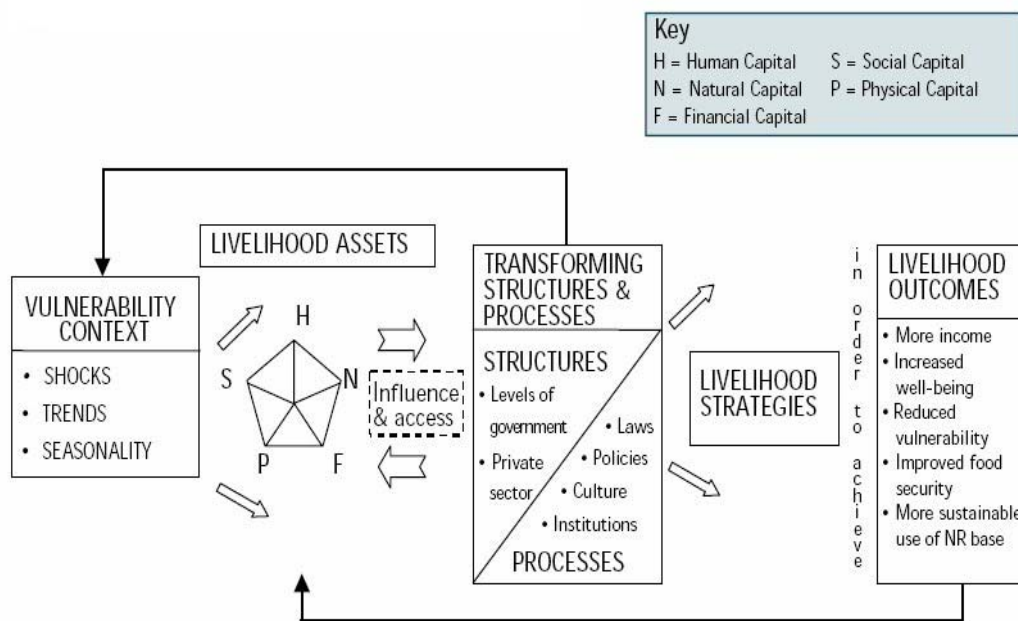 Key
H = Human Capital S = Social Capital
N = Natural Capital P = Physical Capital
F = Financial Capital
LIVELIHOOD ASSETS
VULNERABILITY
CONTEXT
• SHOCKS
• TRENDS
• SEASONALITY
H
S
N
P
F
Influence
& access
TRANSFORMING
STRUCTURES &
PROCESSES
STRUCTURES
• Levels of
government
• Private
sector
• Laws
• Policies
• Culture
• Institutions
PROCESSES
LIVELIHOOD
STRATEGIES
in order to achieve
LIVELIHOOD
OUTCOMES
• More income
• Increased
well-being
• Reduced
vulnerability
• Improved food
security
• More sustainable
use of NR base